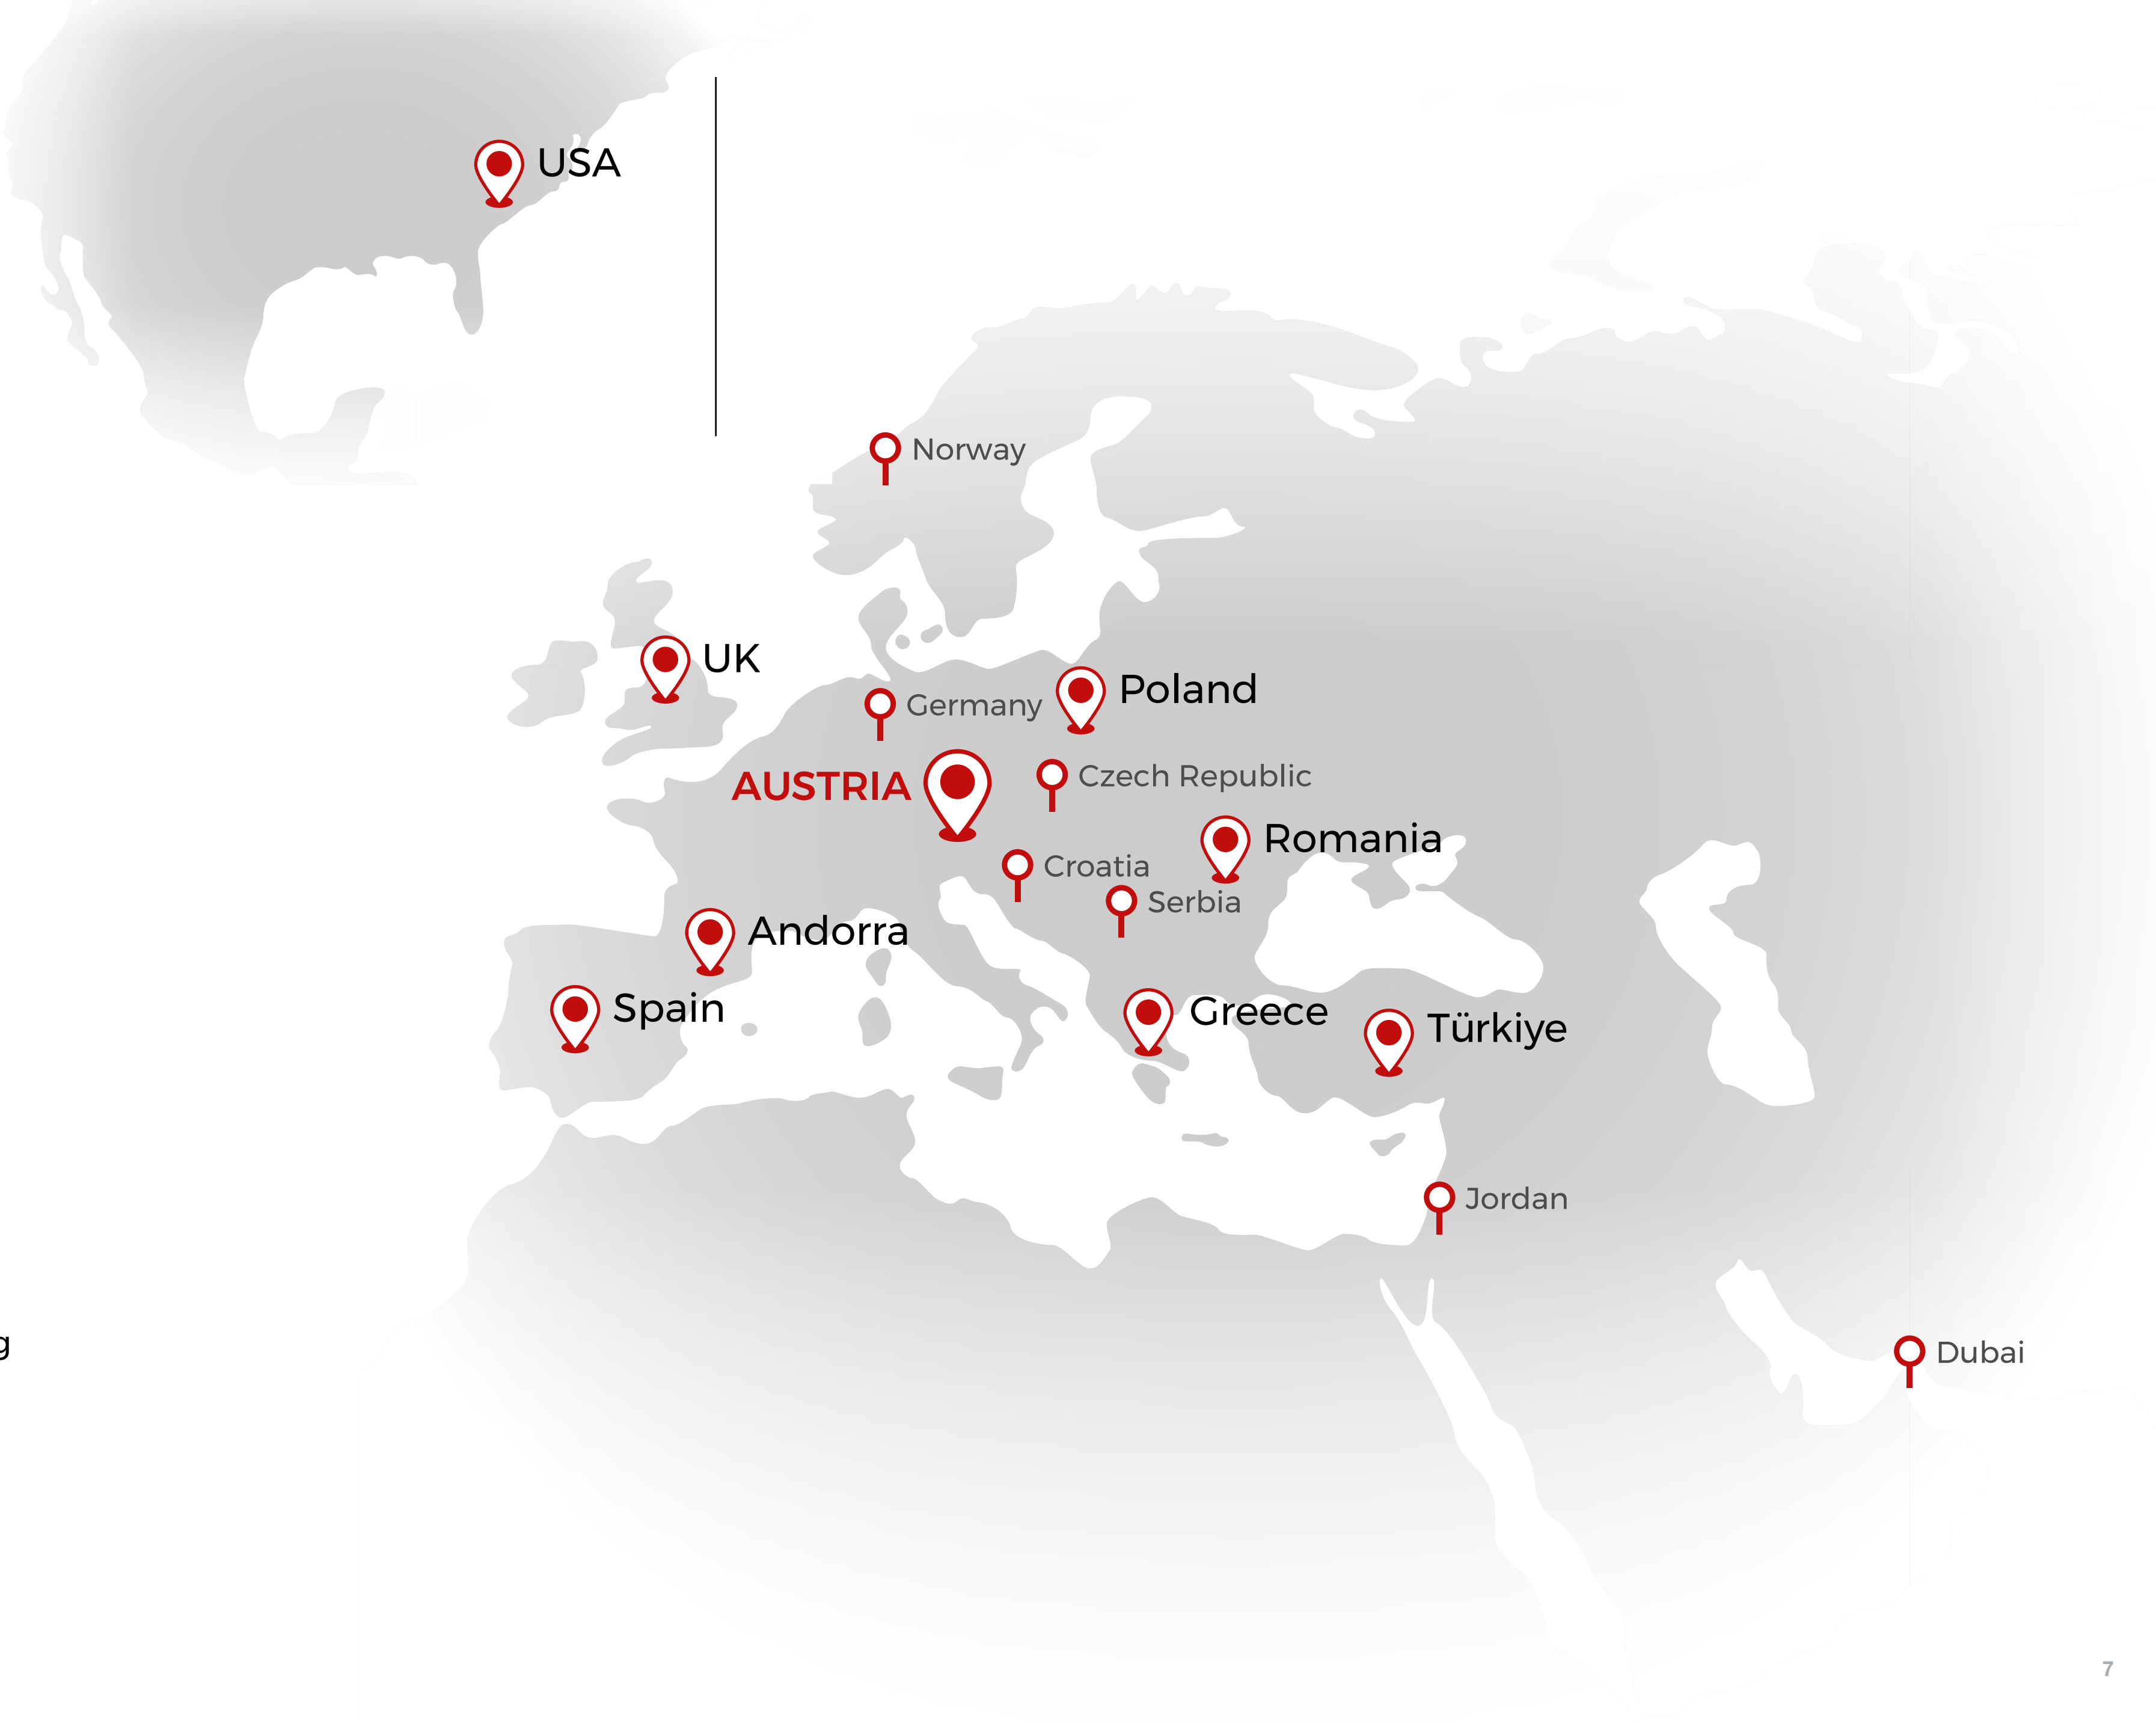 USA
Norway
UK
Poland
Germany
Czech Republic
AUSTRIA
Romania
Croatia
Serbia
Andorra
Spain
Greece
Türkiye
Jordan
g
Dubai
7